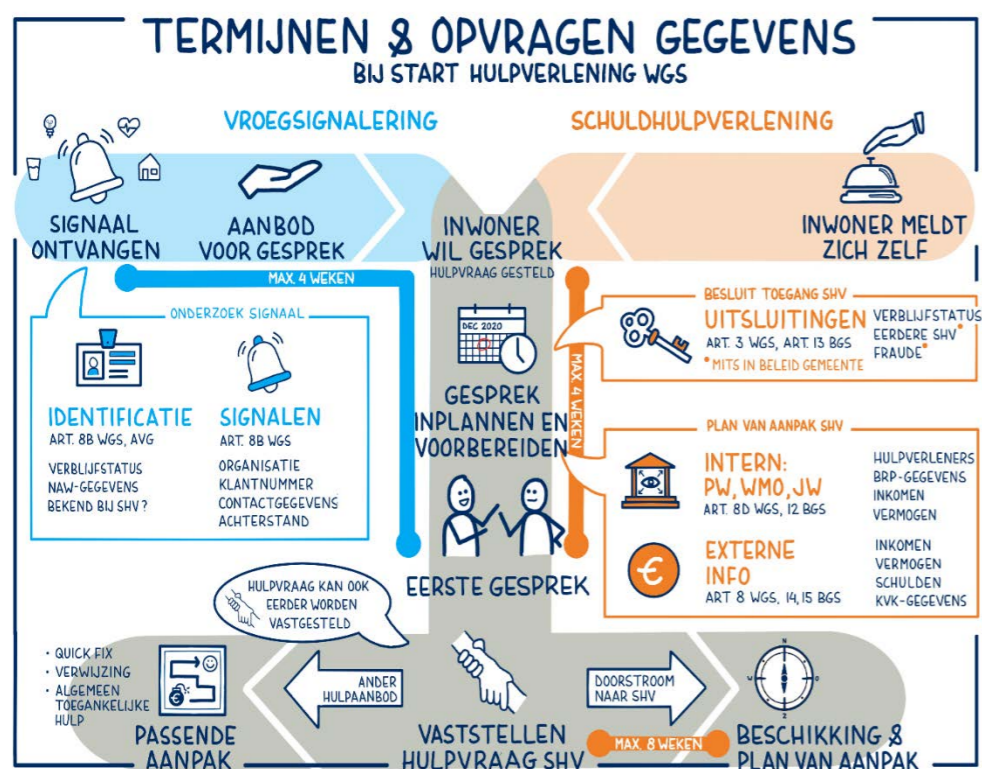 TERMIJNEN & OPVRAGEN GEGEVENS
BIJ START HULPVERLENING WGS
VROEGSIGNALERING
SCHULDHULPVERLENING
SIGNAAL
ONTVANGEN
AANBOD
VOOR GESPREK
INWONER
WIL GESPREK
HULPVRAAG GESTELD
INWONER MELDT
ZICH ZELF
MAX. 4 WEKEN
ONDERZOEK SIGNAAL
IDENTIFICATIE
ART. 8B WGS, AVG
VERBLIJFSTATUS
NAW-GEGEVENS
BEKEND BIJ SHV?
SIGNALEN
ART. 8B WGS
ORGANISATIE
KLANTNUMMER
CONTACTGEGEVENS
ACHTERSTAND
DEC 2020
GESPREK
INPLANNEN EN
VOORBEREIDEN
EERSTE GESPREK
MAX. 4 WEKEN
BESLUIT TOEGANG SHV
UITSLUITINGEN
ART. 3 WGS, ART. 13 BGS
*MITS IN BELEID GEMEENTE
VERBLIJFSTATUS
EERDERE SHV*
FRAUDE*
PLAN VAN AANPAK SHV
INTERN:
PW, WMO, JW
ART. 8D WGS, 12 BGS
HULPVERLENERS
BRP-GEGEVENS
INKOMEN
VERMOGEN
€
EXTERNE
INFO
ART 8 WGS, 14, 15 BGS
INKOMEN
VERMOGEN
SCHULDEN
KVK-GEGEVENS
HULPVRAAG KAN OOK
EERDER WORDEN
VASTGESTELD
• QUICK FIX
• VERWIJZING
• ALGEMEEN
TOEGANKELIJKE
HULP
€
PASSENDE
AANPAK
ANDER
HULPAANBOD
VASTSTELLEN
HULPVRAAG SHV
DOORSTROOM
NAAR SHV
MAX. 8 WEKEN
N
W
O
Z
BESCHIKKING &
PLAN VAN AANPAK